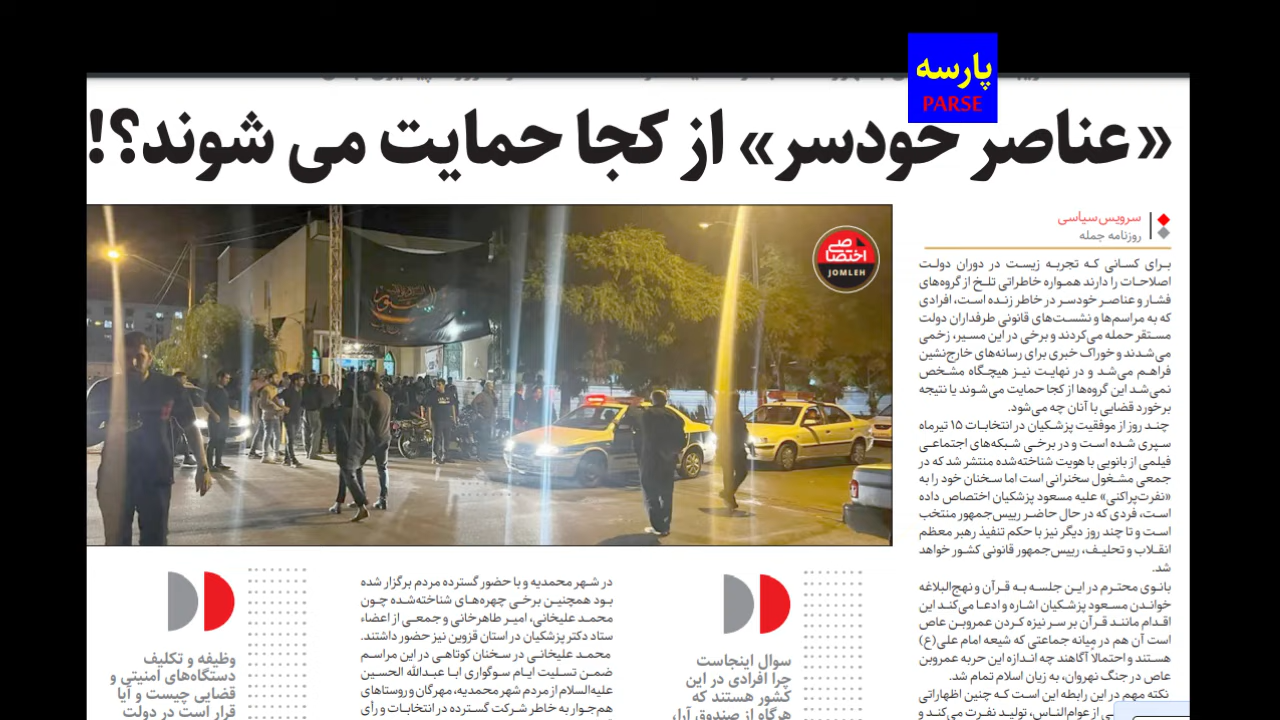 پارسه
PARSE
«عناصر خودسر» از کجا حمایت می شوند؟!
سرویس سیاسی
روزنامه جمله
برای کسانی که تجربه زیست در دوران دولت
اصلاحات را دارند همواره خاطراتی تلخ از گروه‌های
فشار و عناصر خودسر در خاطر زنده است، افرادی
که به مراسم‌ها و نشست‌های قانونی طرفداران دولت
مستقر حمله می‌کردند و برخی در این مسیر، زخمی
می‌شدند و خوراک خبری برای رسانه‌های خارج‌نشین
فراهم می‌شد و در نهایت نیز هیچگاه مشخص
نمی‌شد این گروه‌ها از کجا حمایت می‌شوند یا نتیجه
برخورد قضایی با آنان چه می‌شود.
چند روز از موفقیت پزشکیان در انتخابات ۱۵ تیرماه
سپری شده است و در برخی شبکه‌های اجتماعی
فیلمی از بانویی با هویت شناخته‌شده منتشر شد که در
جمعی مشغول سخنرانی است اما سخنان خود را به
«نفرت‌پراکنی» علیه مسعود پزشکیان اختصاص داده
است، فردی که در حال حاضر رییس‌جمهور منتخب
است و تا چند روز دیگر نیز با حکم تنفیذ رهبر معظم
انقلاب و تحلیف، رییس‌جمهور قانونی کشور خواهد
شد.
بانوی محترم در این جلسه به قرآن و نهج‌البلاغه
خواندن مسعود پزشکیان اشاره و ادعا می‌کند این
اقدام مانند قرآن بر سر نیزه کردن عمروبن عاص
است آن هم در میانه جماعتی که شیعه امام علی(ع)
هستند و احتمالاً آگاهند چه اندازه این حربه عمروبن
عاص در جنگ نهروان، به زیان اسلام تمام شد.
نکته مهم در این رابطه این است که چنین اظهاراتی
ی از عوام‌الناس، تولید نفرت می‌کند و
اختصاصی
JOMLEH
سوال اینجاست
چرا افرادی در این
کشور هستند که
هرگاه از صندوق آرا،
در شهر محمدیه و با حضور گسترده مردم برگزار شده
بود همچنین برخی چهره‌های شناخته‌شده چون
محمد علیخانی، امیر طاهرخانی و جمعی از اعضاء
ستاد دکتر پزشکیان در استان قزوین نیز حضور داشتند.
محمد علیخانی در سخنان کوتاهی در این مراسم
ضمن تسلیت ایام سوگواری ابا عبدالله الحسین
علیه‌السلام از مردم شهر محمدیه، مهرگان و روستاهای
هم‌جوار به خاطر شرکت گسترده در انتخابات و رأی
وظیفه و تکلیف
دستگاه‌های امنیتی و
قضایی چیست و آیا
قرار است در دولت